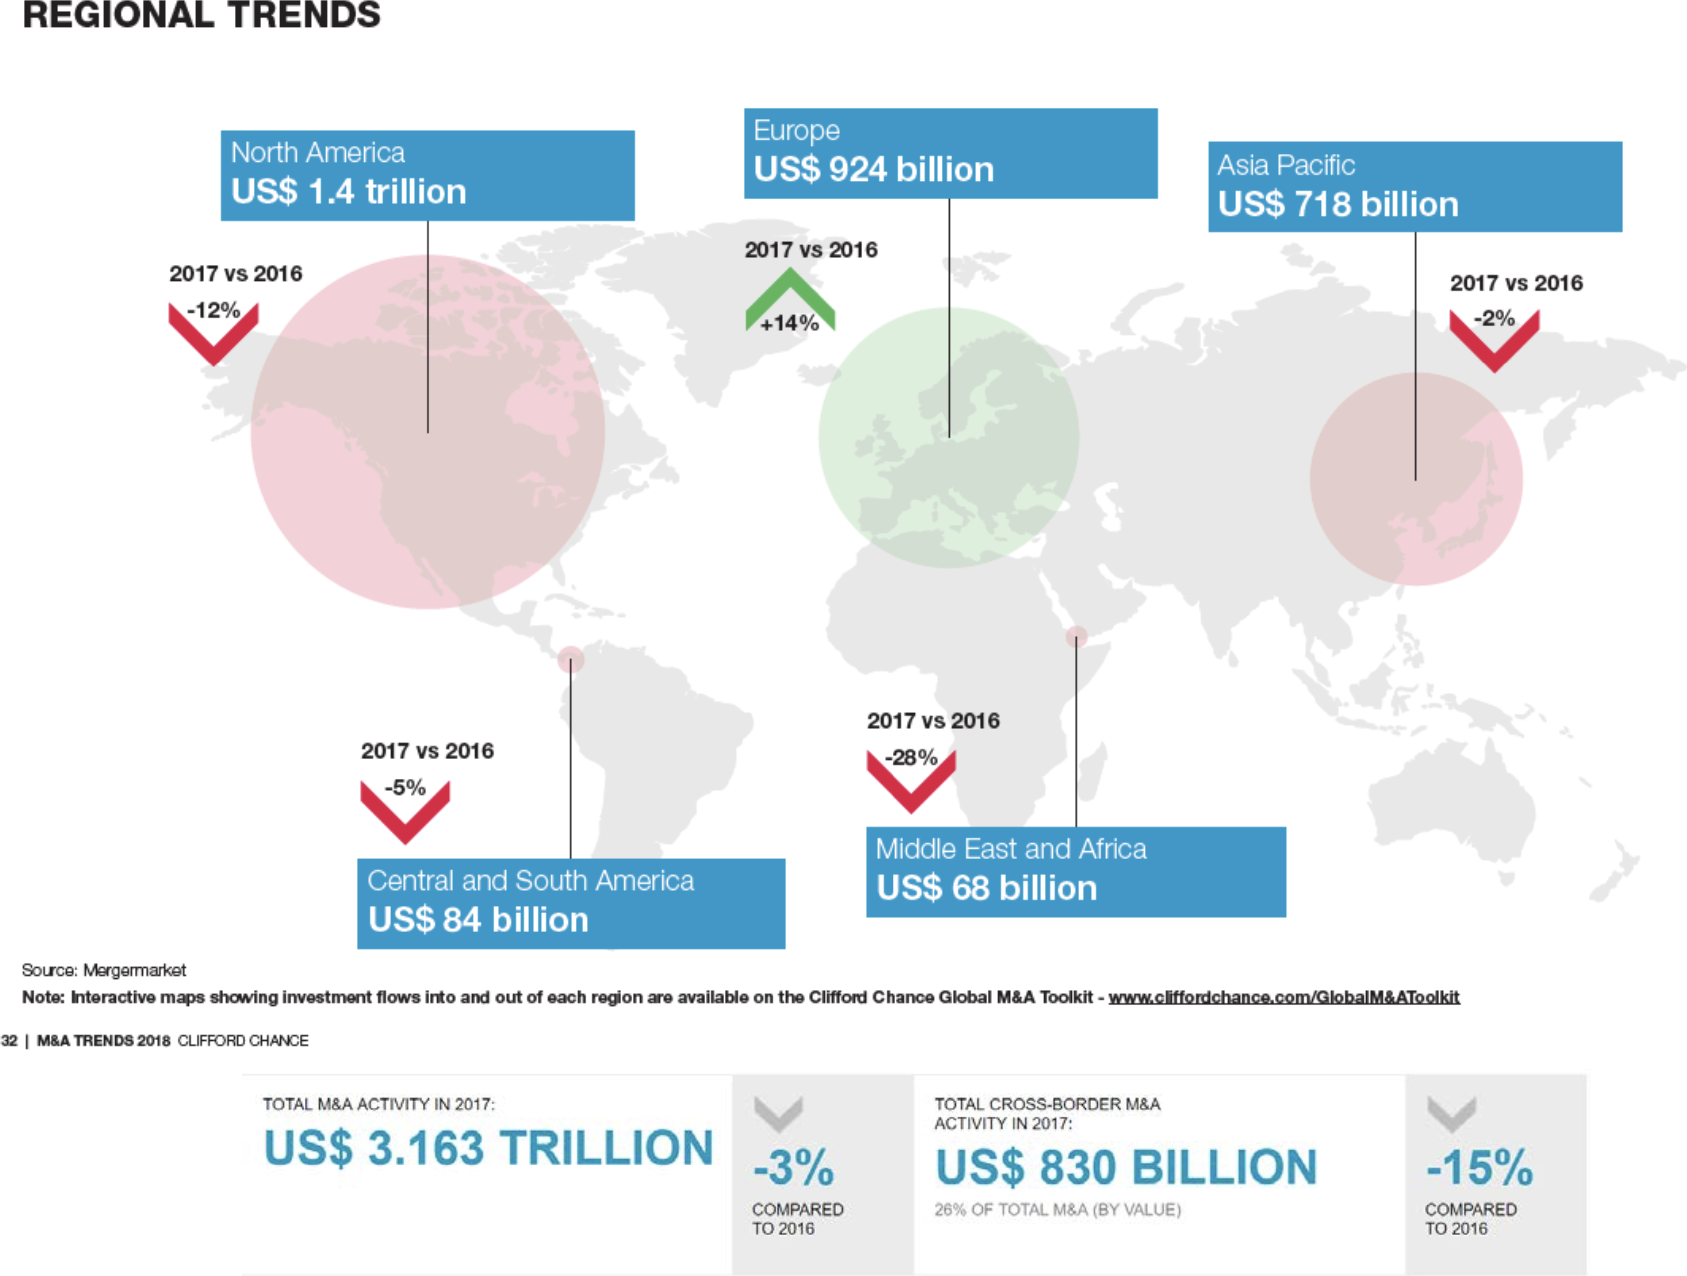 REGIONAL TRENDS
North America
US$ 1.4 trillion
Europe
US$ 924 billion
Asia Pacific
US$ 718 billion
2017 vs 2016
-12%
2017 vs 2016
+14%
2017 vs 2016
-2%
2017 vs 2016
-5%
2017 vs 2016
-28%
Central and South America
US$ 84 billion
Middle East and Africa
US$ 68 billion
Source: Mergermarket
Note: Interactive maps showing investment flows into and out of each region are available on the Clifford Chance Global M&A Toolkit - www.cliffordchance.com/GlobalM&AToolkit
32 | M&A TRENDS 2018 CLIFFORD CHANCE
TOTAL M&A ACTIVITY IN 2017:
US$ 3.163 TRILLION
-3%
COMPARED
TO 2016
TOTAL CROSS-BORDER M&A
ACTIVITY IN 2017:
US$ 830 BILLION
26% OF TOTAL M&A (BY VALUE)
-15%
COMPARED
TO 2016